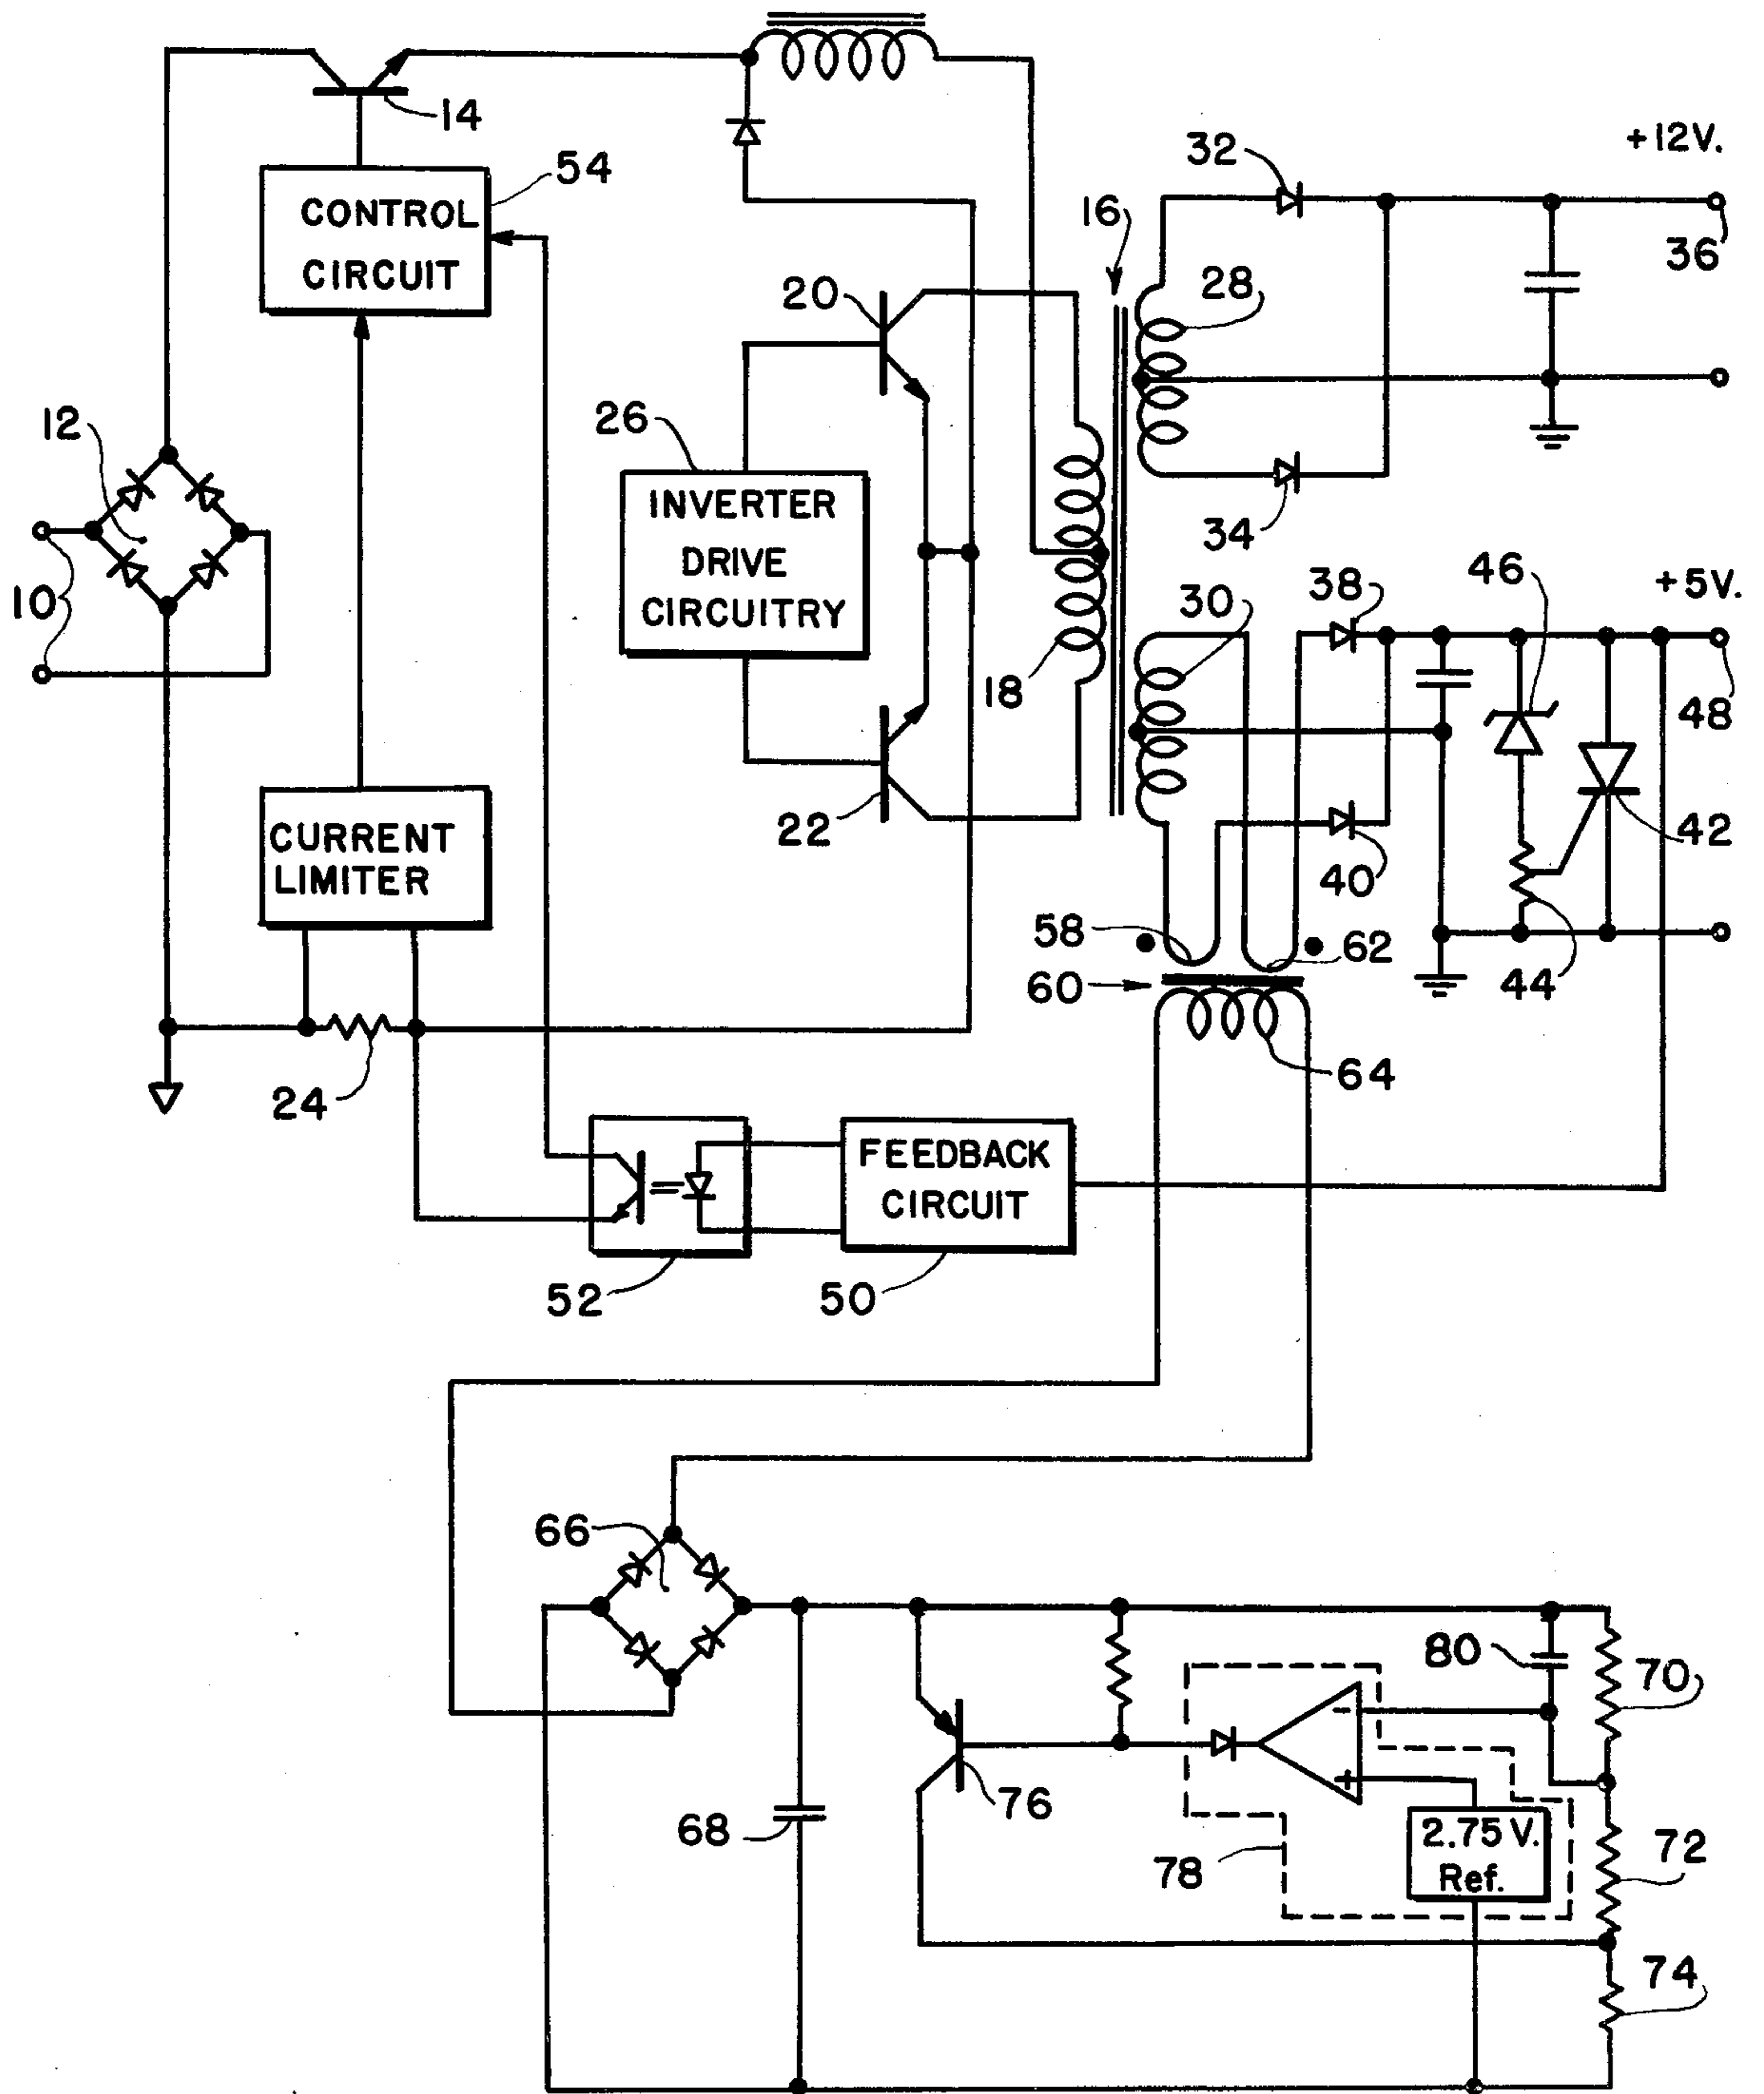 14
54
CONTROL
CIRCUIT
32
+12V.
16
36
28
20
12
26
INVERTER
DRIVE
CIRCUITRY
34
10
30
38
46
+5V.
18
48
22
CURRENT
LIMITER
42
40
58
62
60
44
24
64
FEEDBACK
CIRCUIT
52
50
66
80
70
-
+
76
68
78
2.75 V.
Ref.
72
74